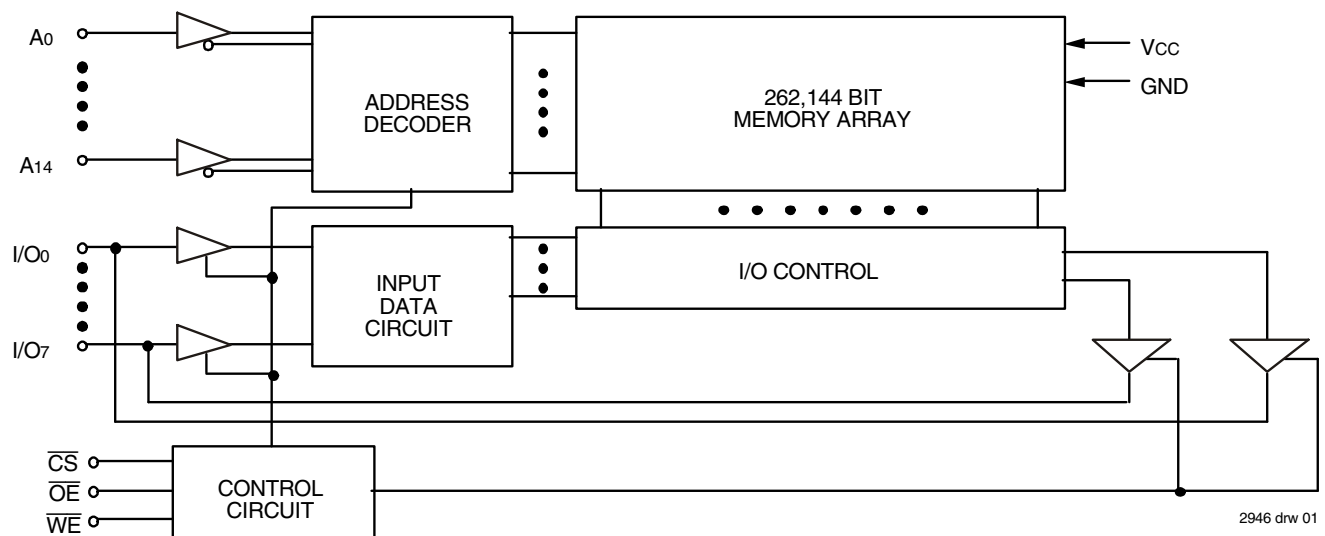 A0
ADDRESS
DECODER
262,144 BIT
MEMORY ARRAY
VCC
GND
A14
I/O0
INPUT
DATA
CIRCUIT
I/O CONTROL
I/O7
CS
OE
WE
CONTROL
CIRCUIT
2946 drw 01